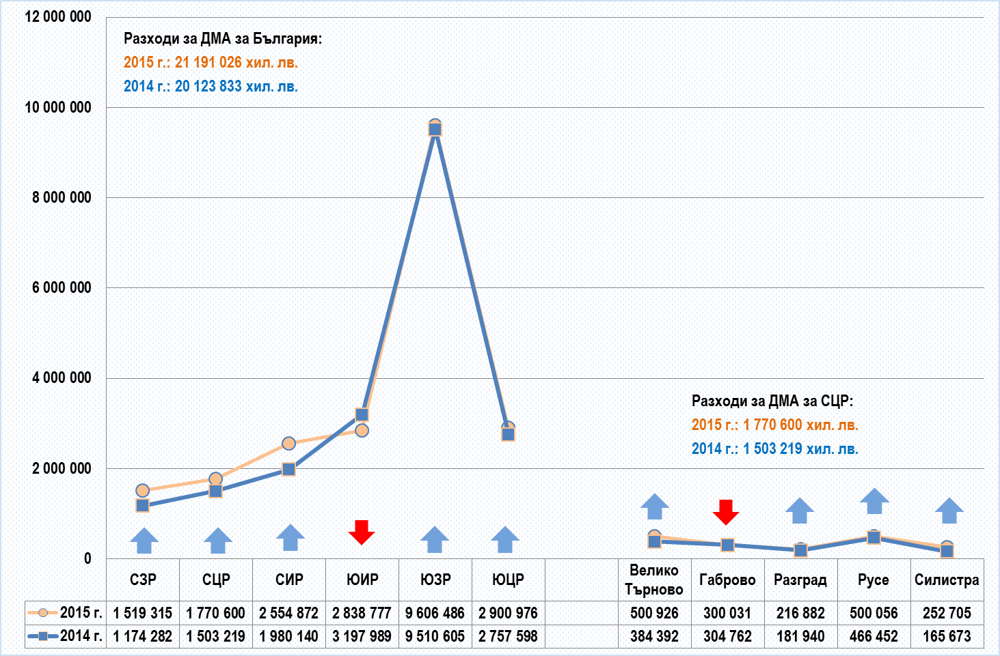 12 000 000
10 000 000
8 000 000
6 000 000
4 000 000
2 000 000
0
Разходи за ДМА за България:
2015 г.: 21 191 026 хил. лв.
2014 г.: 20 123 833 хил. лв.
Разходи за ДМА за СЦР:
2015 г.: 1 770 600 хил. лв.
2014 г.: 1 503 219 хил. лв.
СЗР СЦР СИР ЮИР ЮЗР ЮЦР Велико Търново Габрово Разград Русе Силистра
2015 г. 1 519 315 1 770 600 2 554 872 2 838 777 9 606 486 2 900 976 500 926 300 031 216 882 500 056 252 705
2014 г. 1 174 282 1 503 219 1 980 140 3 197 989 9 510 605 2 757 598 384 392 304 762 181 940 466 452 165 673